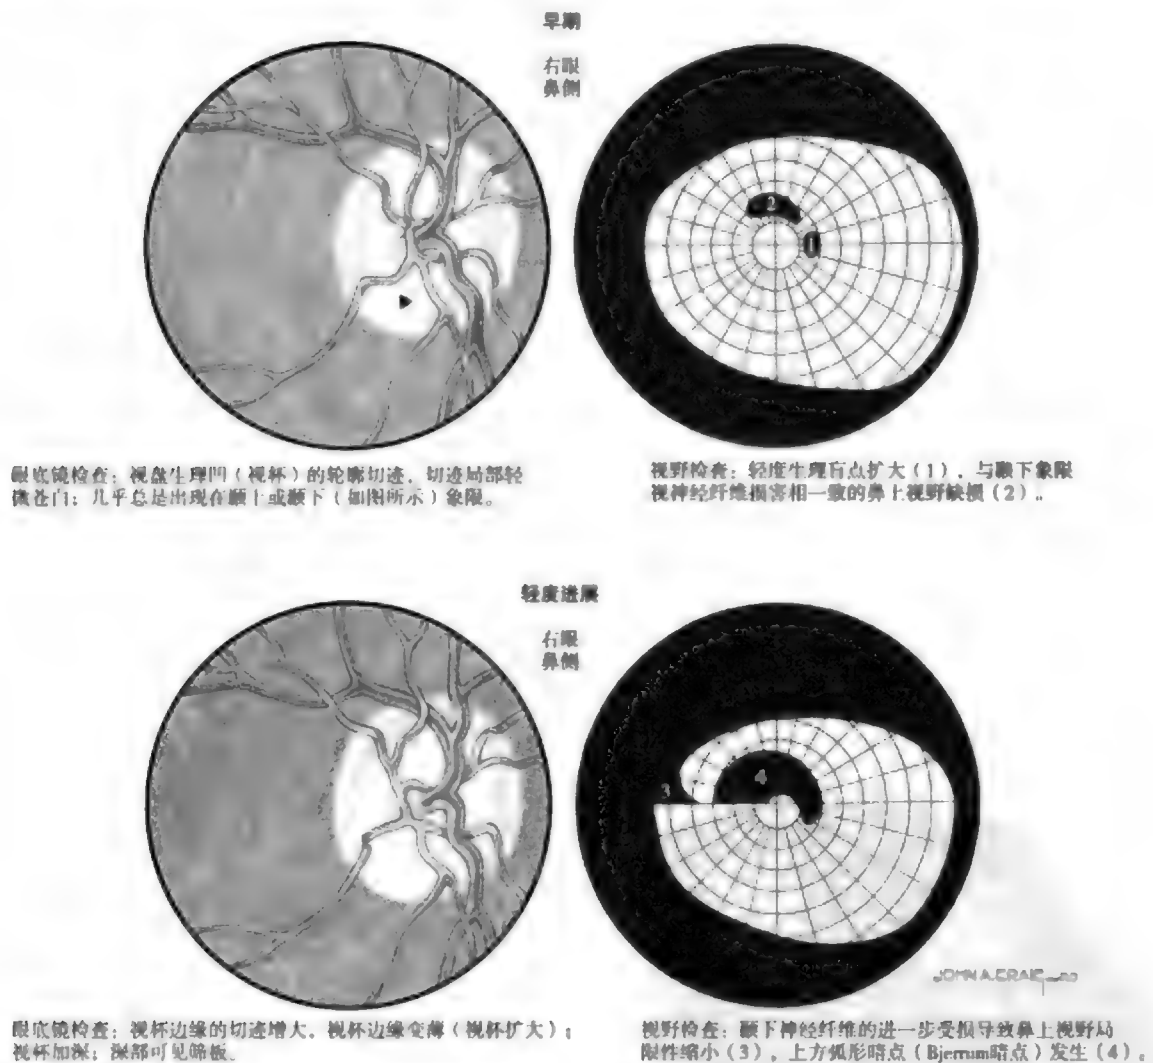 早期
右眼
鼻侧
2
1
眼底镜检查：视盘生理凹（视杯）的轮廓切迹，切迹局部轻
微苍白；几乎总是出现在颞上或颞下（如图所示）象限。
视野检查：轻度生理盲点扩大（1），与颞下象限
视神经纤维损害相一致的鼻上视野缺损（2）。
轻度进展
右眼
鼻侧
4
3
JOHN A. CRAIG
眼底镜检查：视杯边缘的切迹增大，视杯边缘变薄（视杯扩大）；
视杯加深；深部可见筛板。
视野检查：颞下神经纤维的进一步受损导致鼻上视野局
限性缩小（3），上方弧形暗点（Bjerrum暗点）发生（4）。